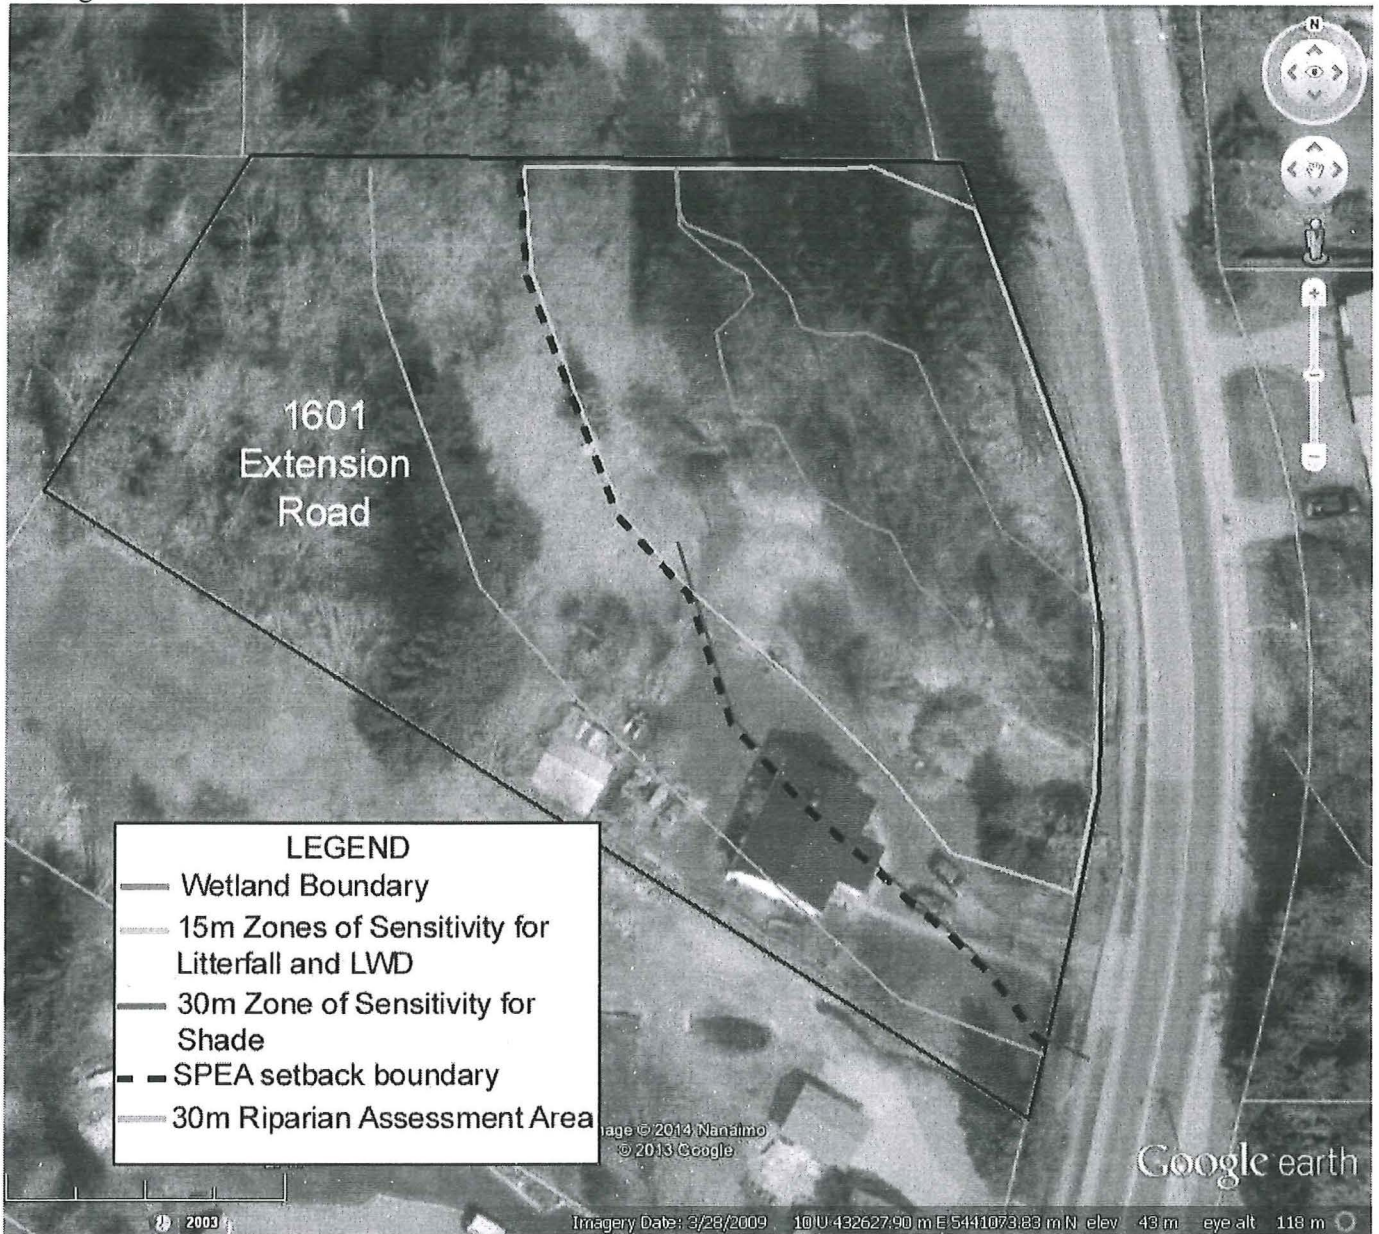 N
1601
Extension
Road
LEGEND
Wetland Boundary
15m Zones of Sensitivity for
Litterfall and LWD
30m Zone of Sensitivity for
Shade
SPEA setback boundary
30m Riparian Assessment Area
© 2014 Nanaimo
© 2013 Google
Google earth
2003
Imagery Date: 3/28/2009 10 U 432627.90 m E 5441073.83 m N elev 43 m eye alt 118 m